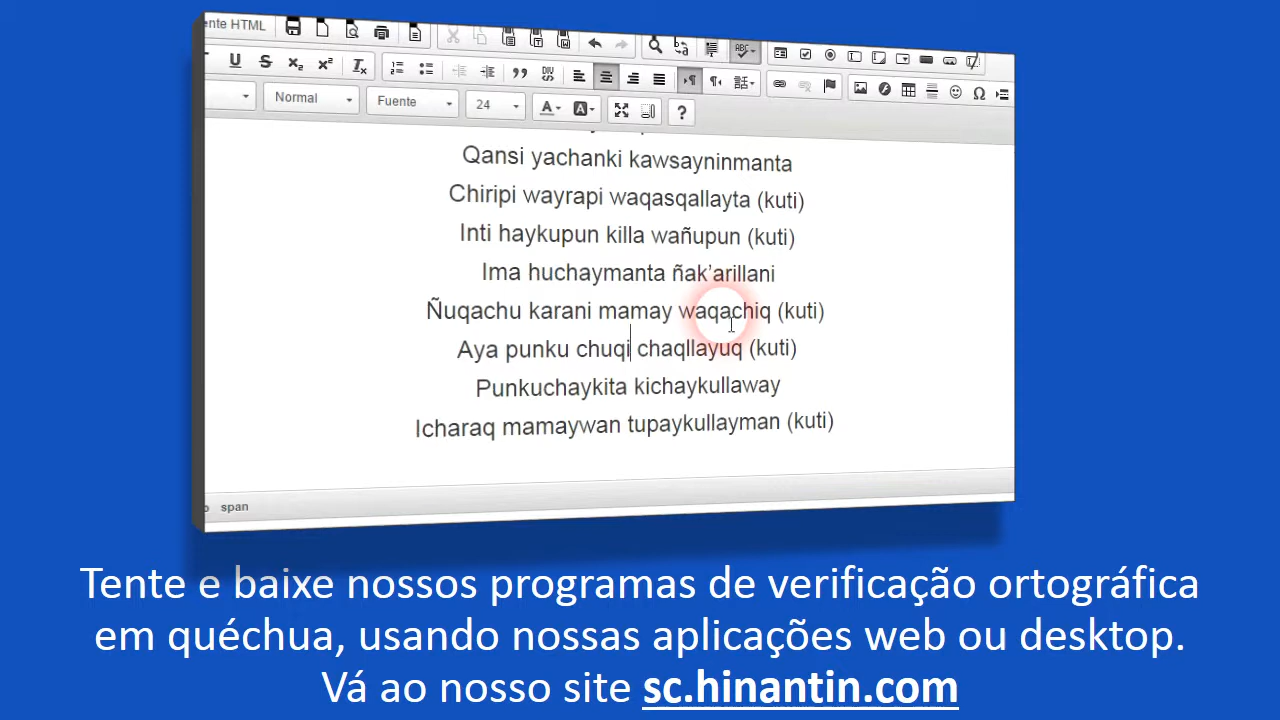 ente HTML
Normal Fuente 24
Qansi yachanki kawsayninmanta
Chiripi wayrapi waqasqallayta (kuti)
Inti haykupun killa wañupun (kuti)
Ima huchaymanta ñak’arillani
Ñuqachu karani mamay waqachiq (kuti)
Aya punku chuqi chaqllayuq (kuti)
Punkuchaykita kichaykullaway
Icharaq mamaywan tupaykullayman (kuti)
span
Tente e baixe nossos programas de verificação ortográfica
em quéchua, usando nossas aplicações web ou desktop.
Vá ao nosso site sc.hinantin.com